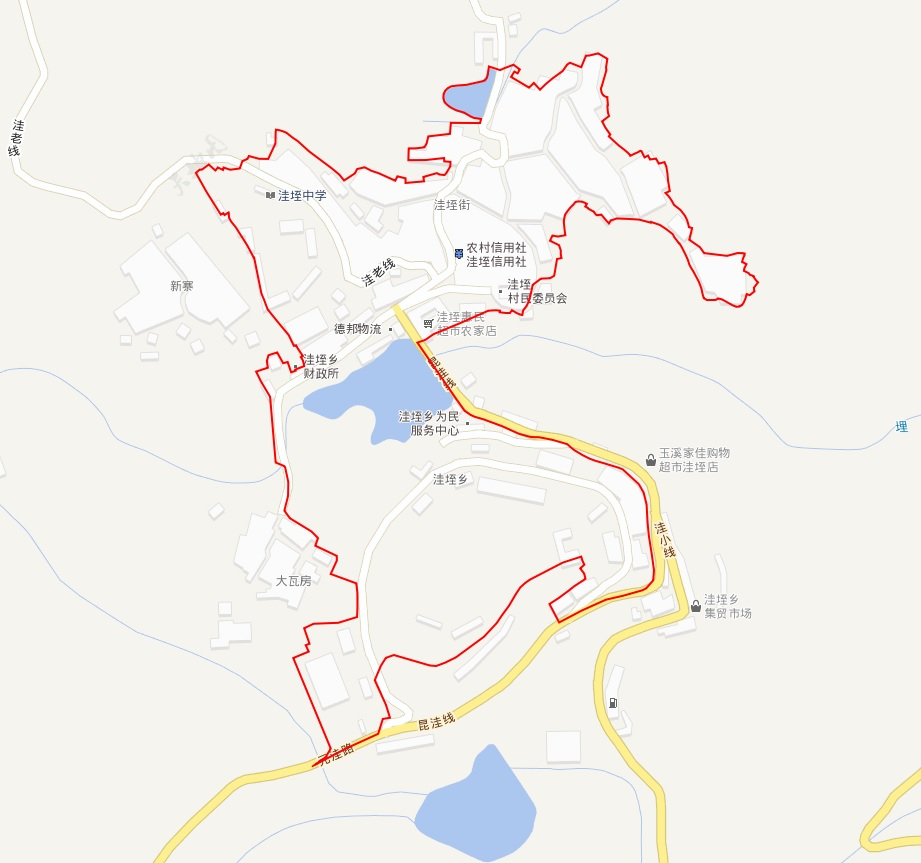 洼老线
洼垤中学
洼垤街
农村信用社
洼垤信用社
洼老线
新寨
洼垤
村民委员会
洼垤惠民
超市农家店
德邦物流
洼垤乡
财政所
昆洼线
洼垤乡为民
服务中心
埋
玉溪家佳购物
超市洼垤店
洼垤乡
洼小线
大瓦房
洼垤乡
集贸市场
昆洼线
元洼路